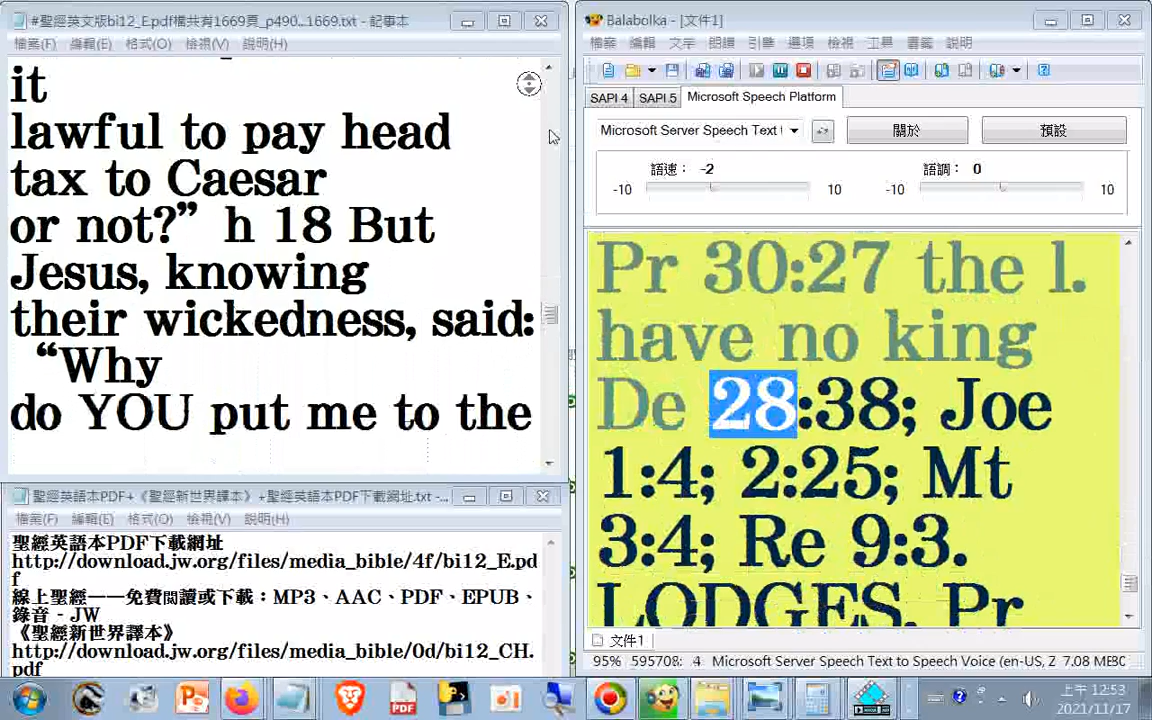 #聖經英文版bi12_E.pdf檔共有1669頁_p490...1669.txt - 記事本
檔案(F) 編輯(E) 格式(O) 檢視(V) 說明(H)
it
lawful to pay head
tax to Caesar
or not?” h 18 But
Jesus, knowing
their wickedness, said:
“Why
do YOU put me to the
聖經英語本PDF+《聖經新世界譯本》+聖經英語本PDF下載網址.txt - ...
檔案(F) 編輯(E) 格式(O) 檢視(V) 說明(H)
聖經英語本PDF下載網址
http://download.jw.org/files/media_bible/4f/bi12_E.pd
f
線上聖經——免費閱讀或下載：MP3、AAC、PDF、EPUB、
錄音 - JW
《聖經新世界譯本》
http://download.jw.org/files/media_bible/0d/bi12_CH.
pdf
Balabolka - [文件1]
檔案 編輯 文字 朗讀 引擎 選項 檢視 工具 書籤 說明
SAPI 4 SAPI 5 Microsoft Speech Platform
Microsoft Server Speech Text t 關於 預設
語速： -2 語調： 0
-10 10 -10 10
Pr 30:27 the l.
have no king
De 28:38; Joe
1:4; 2:25; Mt
3:4; Re 9:3.
LODGES, Pr
文件1
95% 595708: 4 Microsoft Server Speech Text to Speech Voice (en-US, Z 7.08 MB
PDF
上午 12:53
2021/11/17